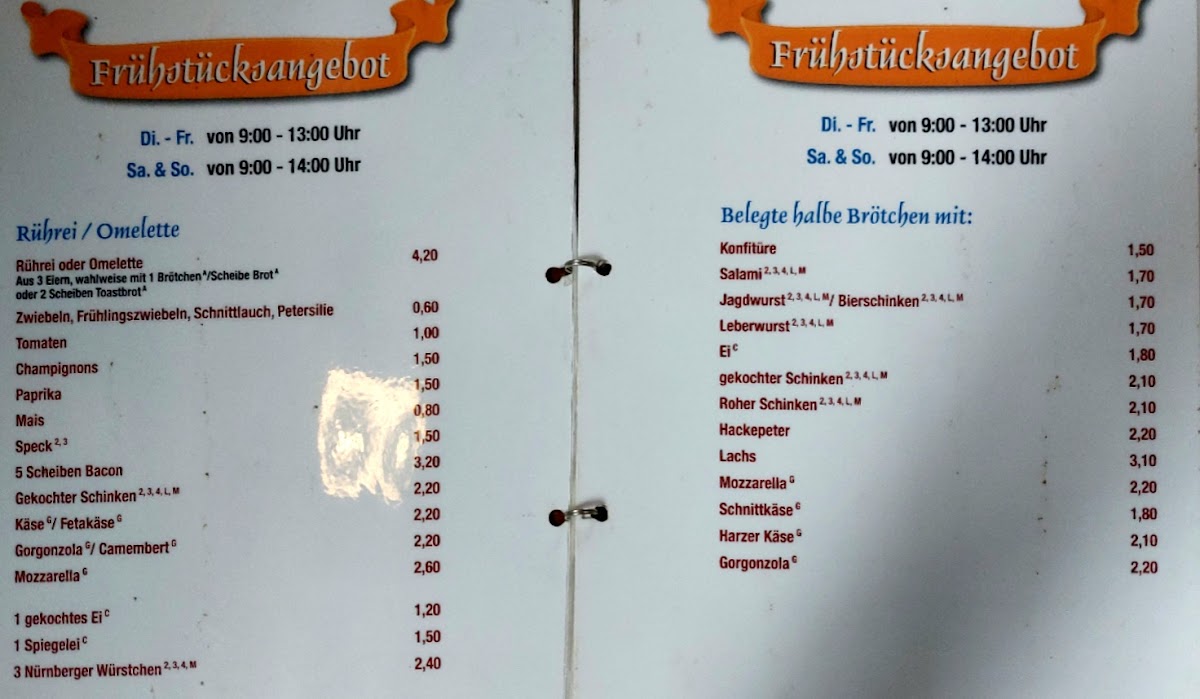 Frühstücksangebot
Di. - Fr. von 9:00 - 13:00 Uhr
Sa. & So. von 9:00 - 14:00 Uhr
Rührei / Omelette
Rührei oder Omelette 4,20
Aus 3 Eiern, wahlweise mit 1 Brötchen A/Scheibe Brot A
oder 2 Scheiben Toastbrot A
Zwiebeln, Frühlingszwiebeln, Schnittlauch, Petersilie 0,60
Tomaten 1,00
Champignons 1,50
Paprika 1,50
Mais 0,80
Speck 2, 3 1,50
5 Scheiben Bacon 3,20
Gekochter Schinken 2, 3, 4, L, M 2,20
Käse G/ Fetakäse G 2,20
Gorgonzola G/ Camembert G 2,20
Mozzarella G 2,60
1 gekochtes Ei C 1,20
1 Spiegelei C 1,50
3 Nürnberger Würstchen 2, 3, 4, M 2,40
Frühstücksangebot
Di. - Fr. von 9:00 - 13:00 Uhr
Sa. & So. von 9:00 - 14:00 Uhr
Belegte halbe Brötchen mit:
Konfitüre 1,50
Salami 2, 3, 4, L, M 1,70
Jagdwurst 2, 3, 4, L, M/ Bierschinken 2, 3, 4, L, M 1,70
Leberwurst 2, 3, 4, L, M 1,70
Ei C 1,80
gekochter Schinken 2, 3, 4, L, M 2,10
Roher Schinken 2, 3, 4, L, M 2,10
Hackepeter 2,20
Lachs 3,10
Mozzarella G 2,20
Schnittkäse G 1,80
Harzer Käse G 2,10
Gorgonzola G 2,20